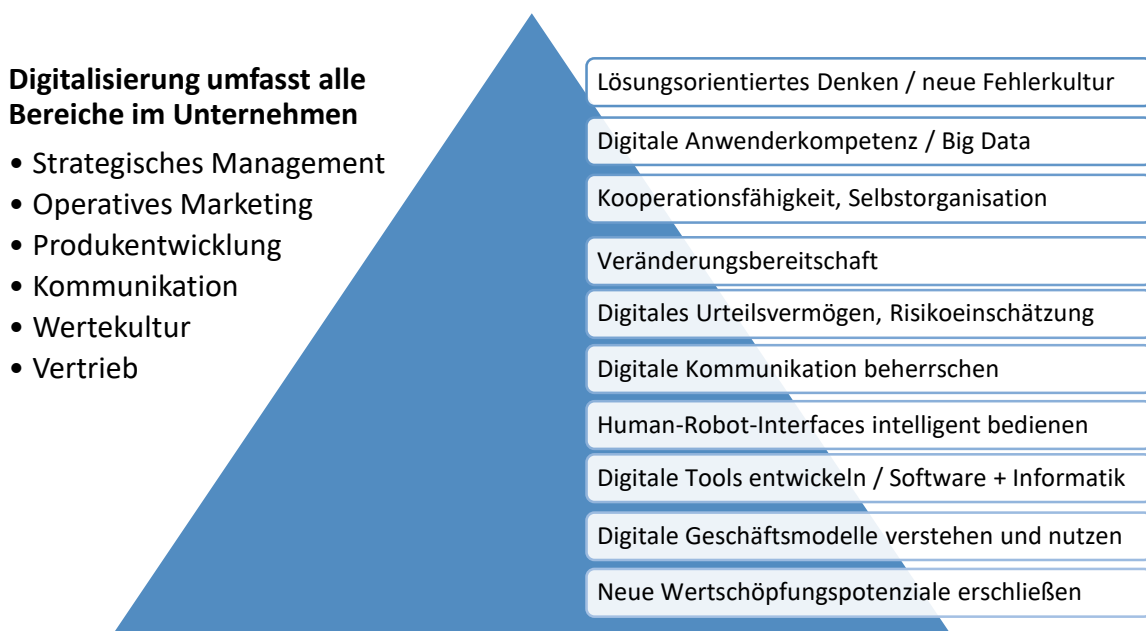 Digitalisierung umfasst alle
Bereiche im Unternehmen
• Strategisches Management
• Operatives Marketing
• Produkentwicklung
• Kommunikation
• Wertekultur
• Vertrieb
Lösungsorientiertes Denken / neue Fehlerkultur
Digitale Anwenderkompetenz / Big Data
Kooperationsfähigkeit, Selbstorganisation
Veränderungsbereitschaft
Digitales Urteilsvermögen, Risikoeinschätzung
Digitale Kommunikation beherrschen
Human-Robot-Interfaces intelligent bedienen
Digitale Tools entwickeln / Software + Informatik
Digitale Geschäftsmodelle verstehen und nutzen
Neue Wertschöpfungspotenziale erschließen